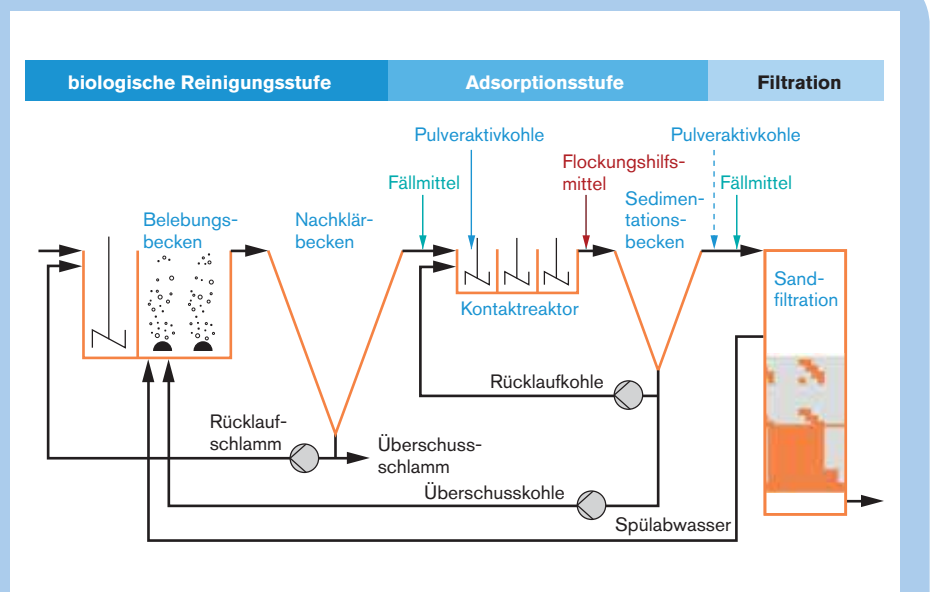 biologische Reinigungsstufe
Adsorptionsstufe
Filtration
Pulveraktivkohle
Pulveraktivkohle
Flockungshilfs-
mittel
Fällmittel
Fällmittel
Sedimen-
tations-
becken
Belebungs-
becken
Nachklär-
becken
Sand-
filtration
Kontaktreaktor
Rücklaufkohle
Rücklauf-
schlamm
Überschuss-
schlamm
Überschusskohle
Spülabwasser